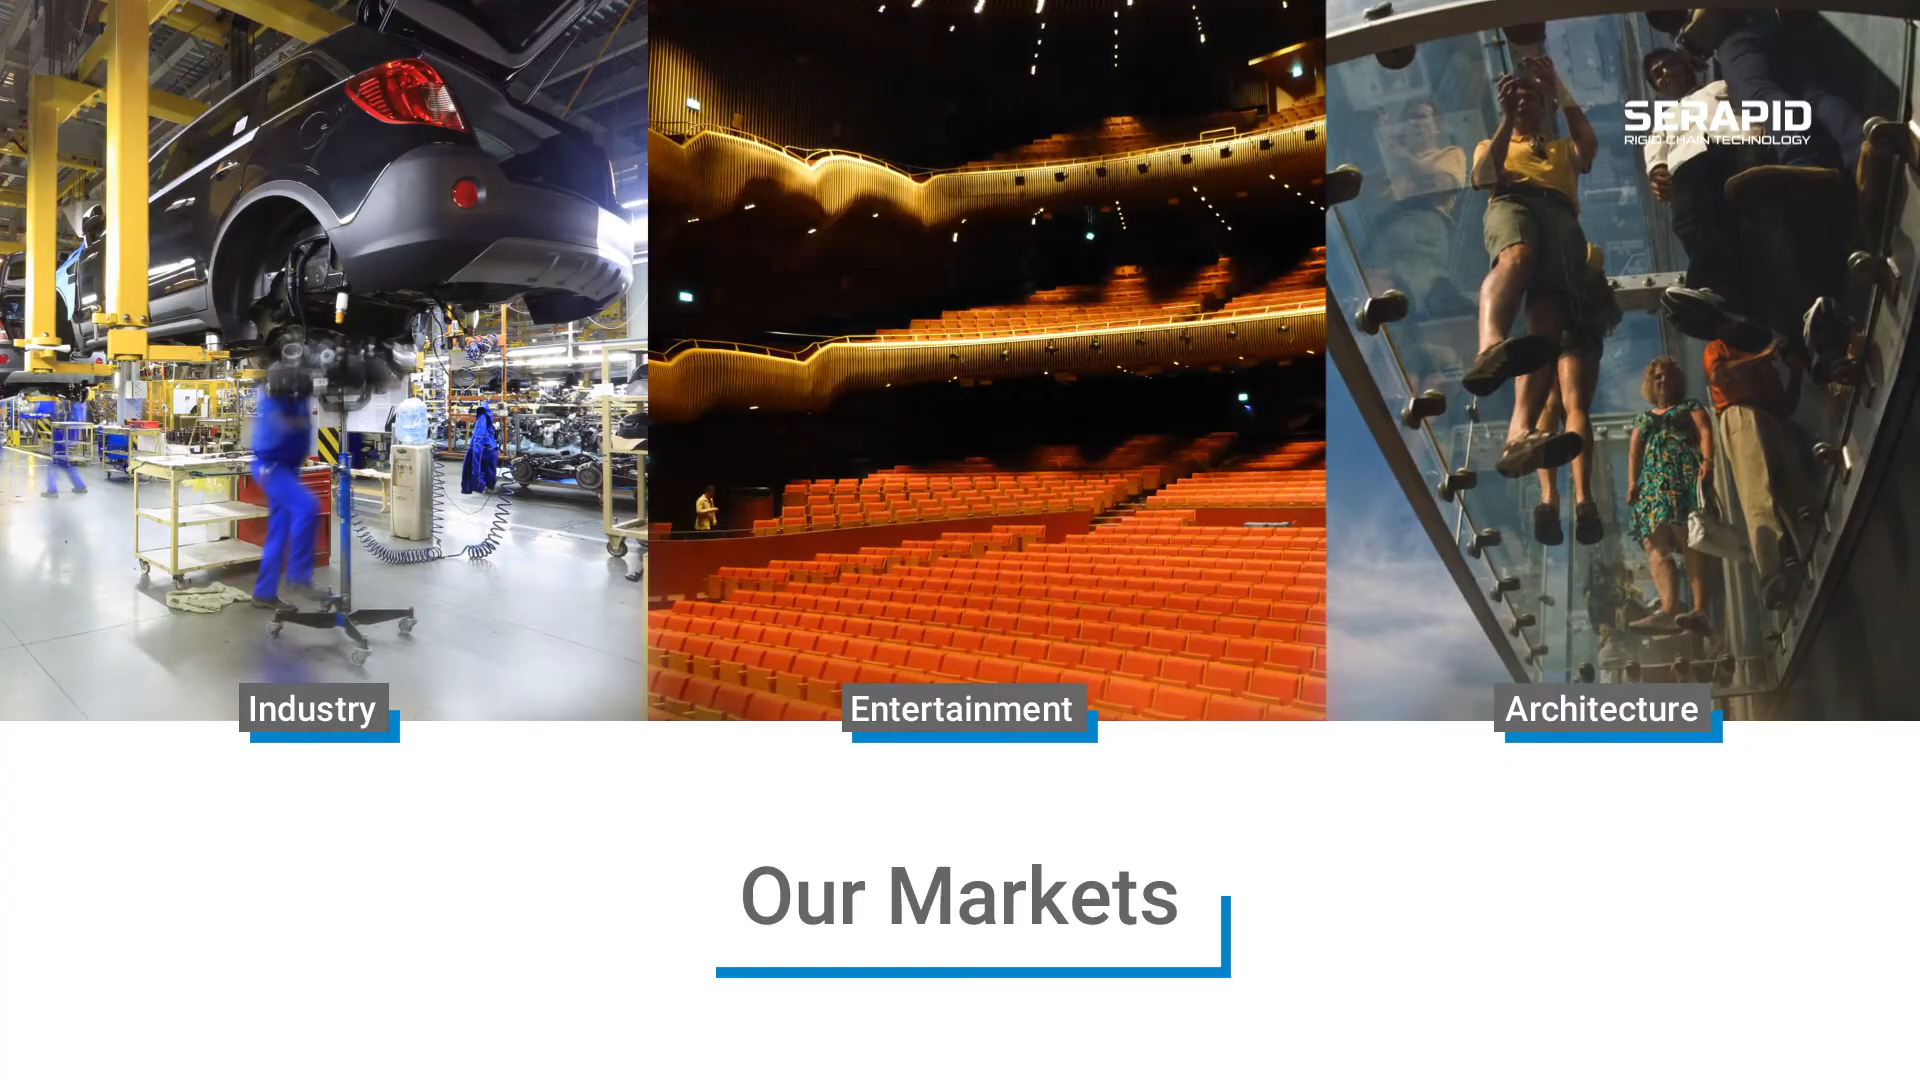 SERAPID
RIGID CHAIN TECHNOLOGY
Industry
Entertainment
Architecture
Our Markets